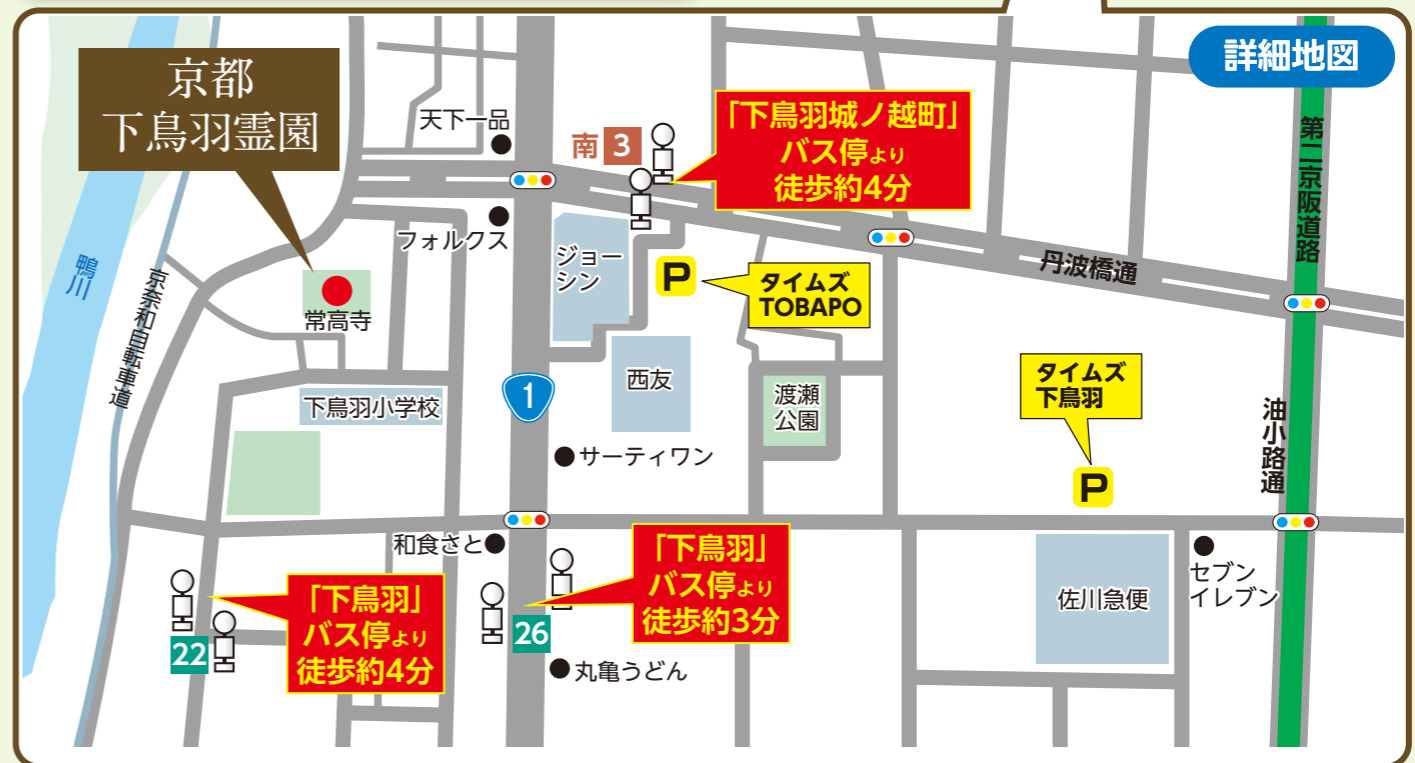 詳細地図
京都
下鳥羽霊園
天下一品
南 3
「下鳥羽城ノ越町」
バス停より
徒歩約4分
第二京阪道路
フォルクス
ジョー
シン
P
タイムズ
TOBAPO
丹波橋通
鴨川
京奈和自転車道
常高寺
下鳥羽小学校
1
西友
渡瀬
公園
タイムズ
下鳥羽
P
油小路通
サーティワン
和食さと
「下鳥羽」
バス停より
徒歩約4分
22
26
「下鳥羽」
バス停より
徒歩約3分
丸亀うどん
佐川急便
セブン
イレブン